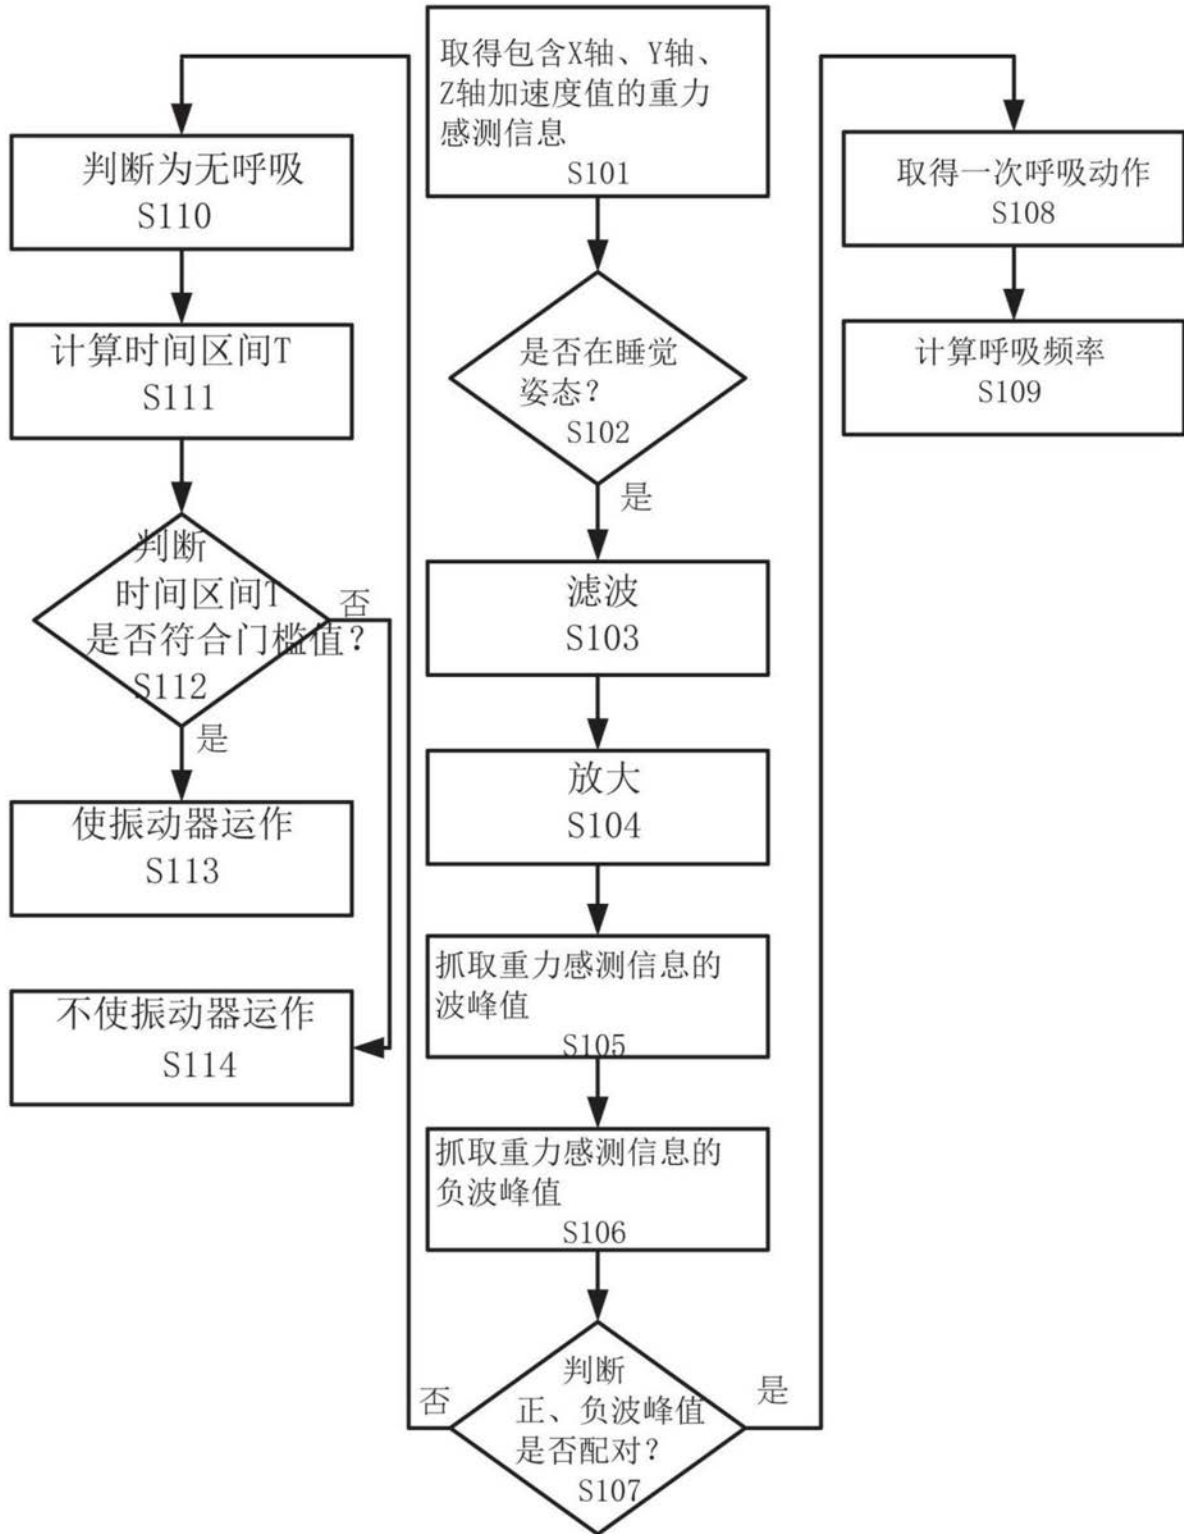 取得包含X轴、Y轴、
Z轴加速度值的重力
感测信息
S101
是否在睡觉
姿态?
S102
是
滤波
S103
放大
S104
抓取重力感测信息的
波峰值
S105
抓取重力感测信息的
负波峰值
S106
判断
正、负波峰值
是否配对?
S107
否
是
取得一次呼吸动作
S108
计算呼吸频率
S109
判断为无呼吸
S110
计算时间区间T
S111
判断
时间区间T
是否符合门槛值?
S112
否
是
使振动器运作
S113
不使振动器运作
S114